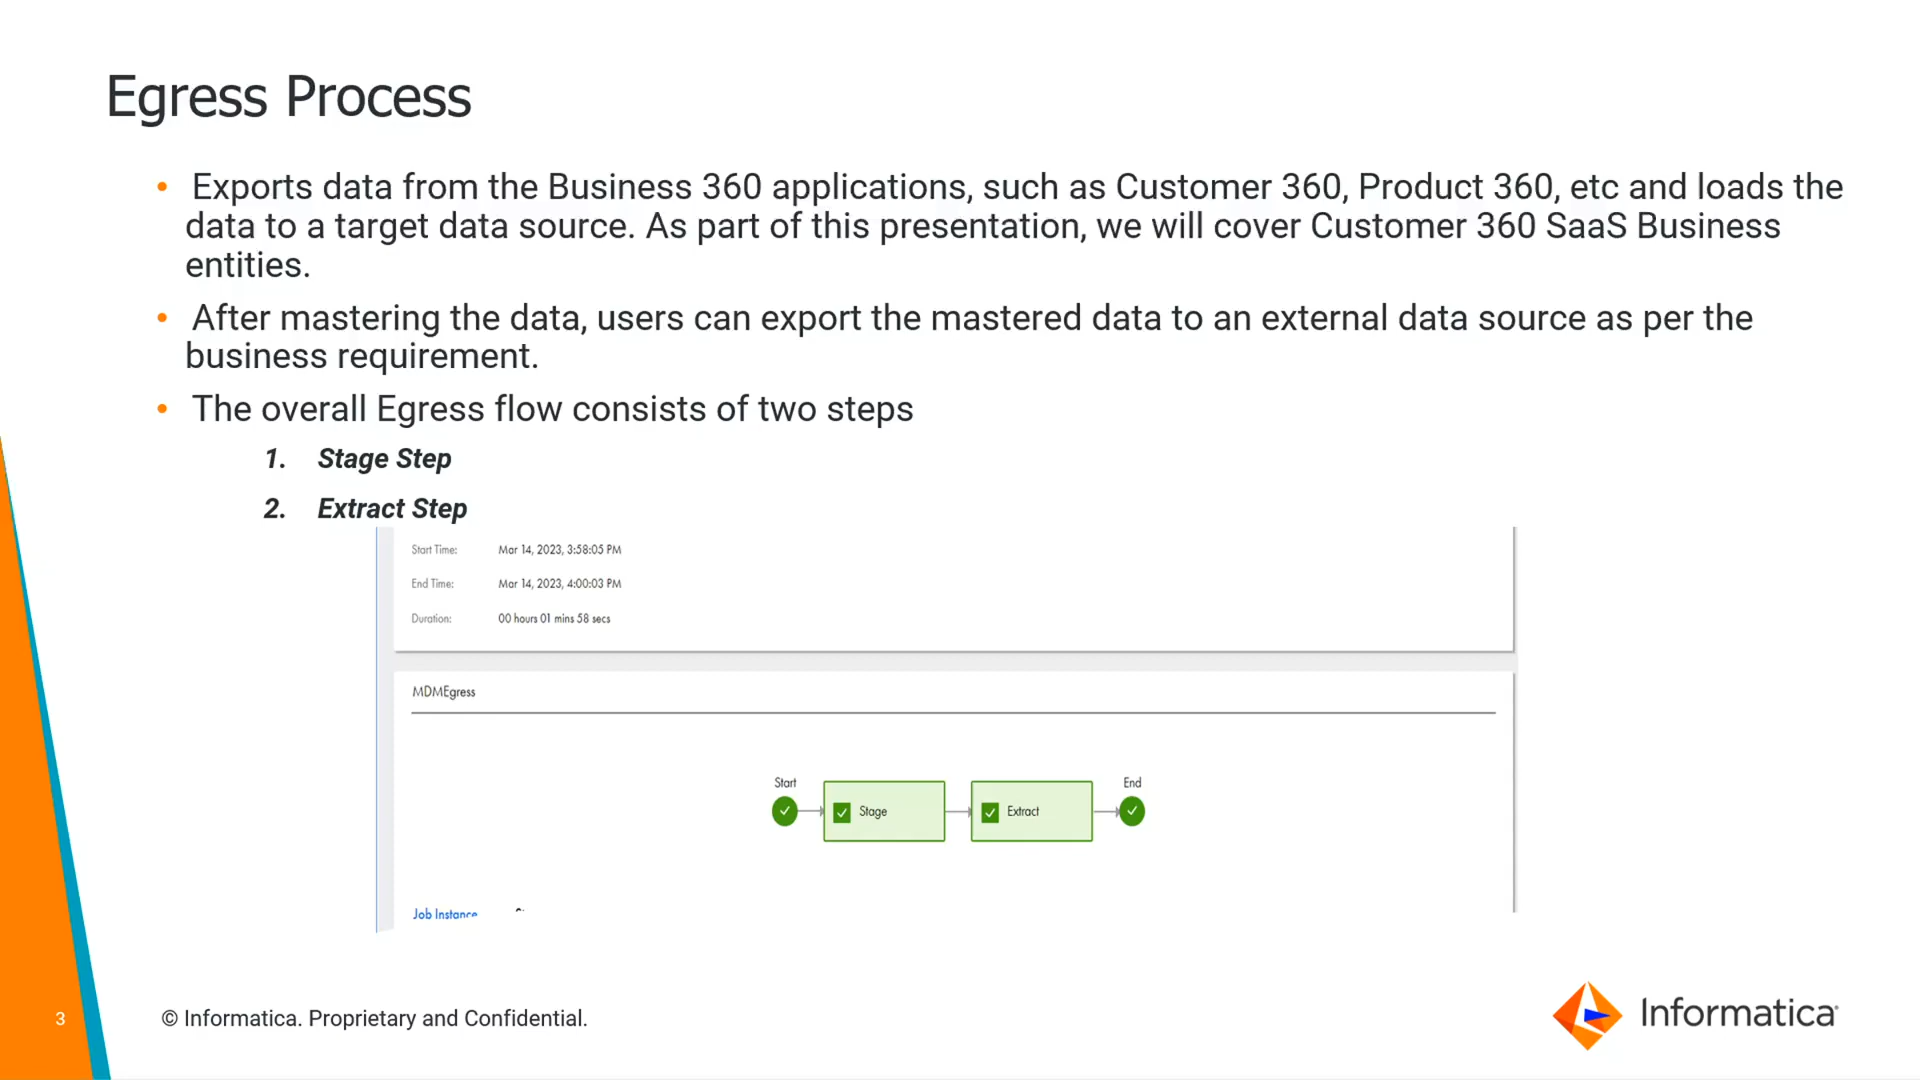 Egress Process
• Exports data from the Business 360 applications, such as Customer 360, Product 360, etc and loads the
data to a target data source. As part of this presentation, we will cover Customer 360 SaaS Business
entities.
• After mastering the data, users can export the mastered data to an external data source as per the
business requirement.
• The overall Egress flow consists of two steps
1. Stage Step
2. Extract Step
Start Time: Mar 14, 2023, 3:58:05 PM
End Time: Mar 14, 2023, 4:00:03 PM
Duration: 00 hours 01 mins 58 secs
MDMEgress
Start
End
Stage
Extract
Job Instance
3
© Informatica. Proprietary and Confidential.
Informatica